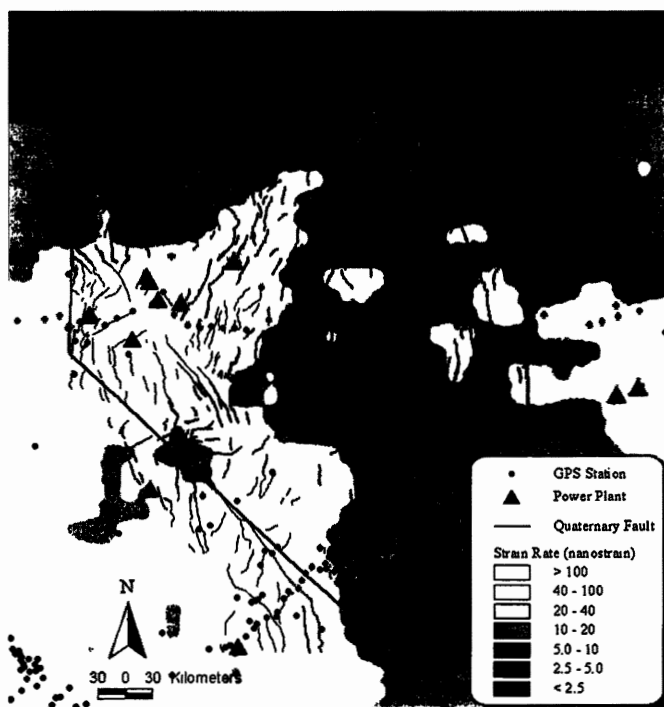 GPS Station
Power Plant
Quaternary Fault
Strain Rate (nanostrain)
> 100
40 - 100
20 - 40
10 - 20
5.0 - 10
2.5 - 5.0
< 2.5
N
30 0 30 Kilometers